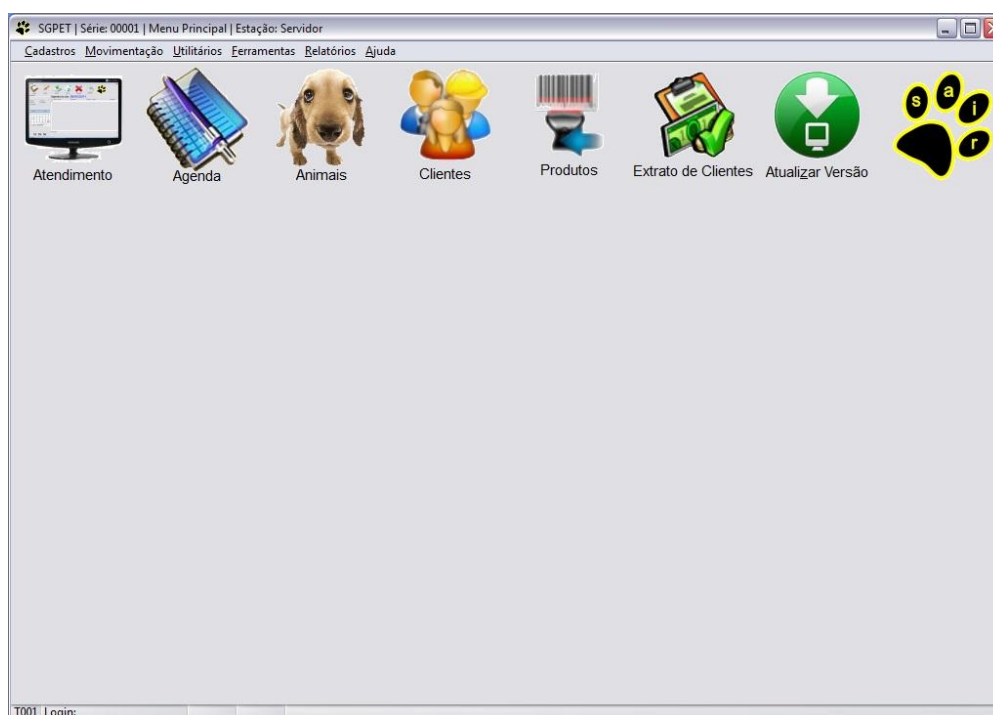 SGPET | Série: 00001 | Menu Principal | Estação: Servidor
Cadastros Movimentação Utilitários Ferramentas Relatórios Ajuda
Atendimento Agenda Animais Clientes Produtos Extrato de Clientes Atualizar Versão sair
T001 Login: